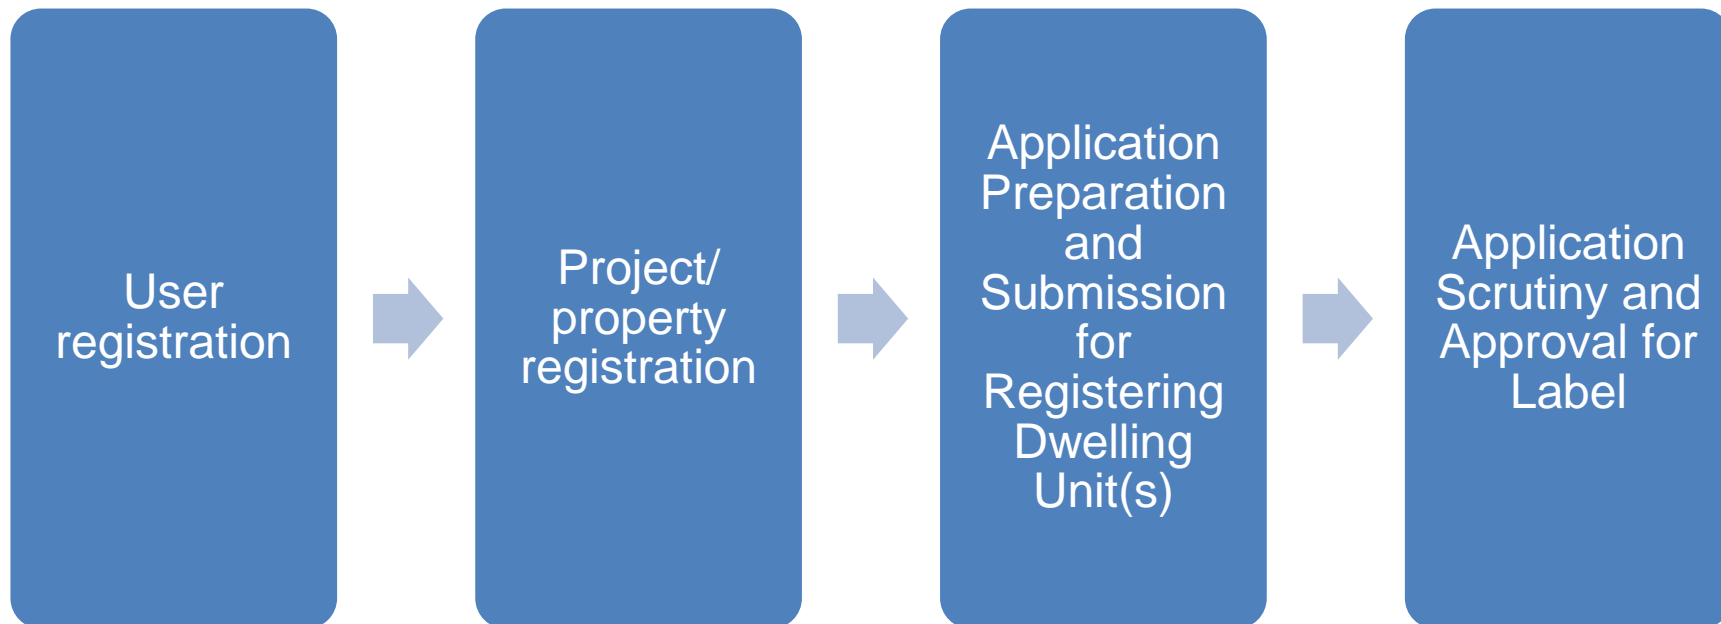 User
registration
Project/
property
registration
Application
Preparation
and
Submission
for
Registering
Dwelling
Unit(s)
Application
Scrutiny and
Approval for
Label